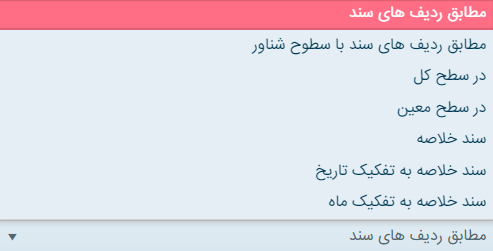 مطابق ردیف های سند
مطابق ردیف های سند با سطوح شناور
در سطح کل
در سطح معین
سند خلاصه
سند خلاصه به تفکیک تاریخ
سند خلاصه به تفکیک ماه
مطابق ردیف های سند